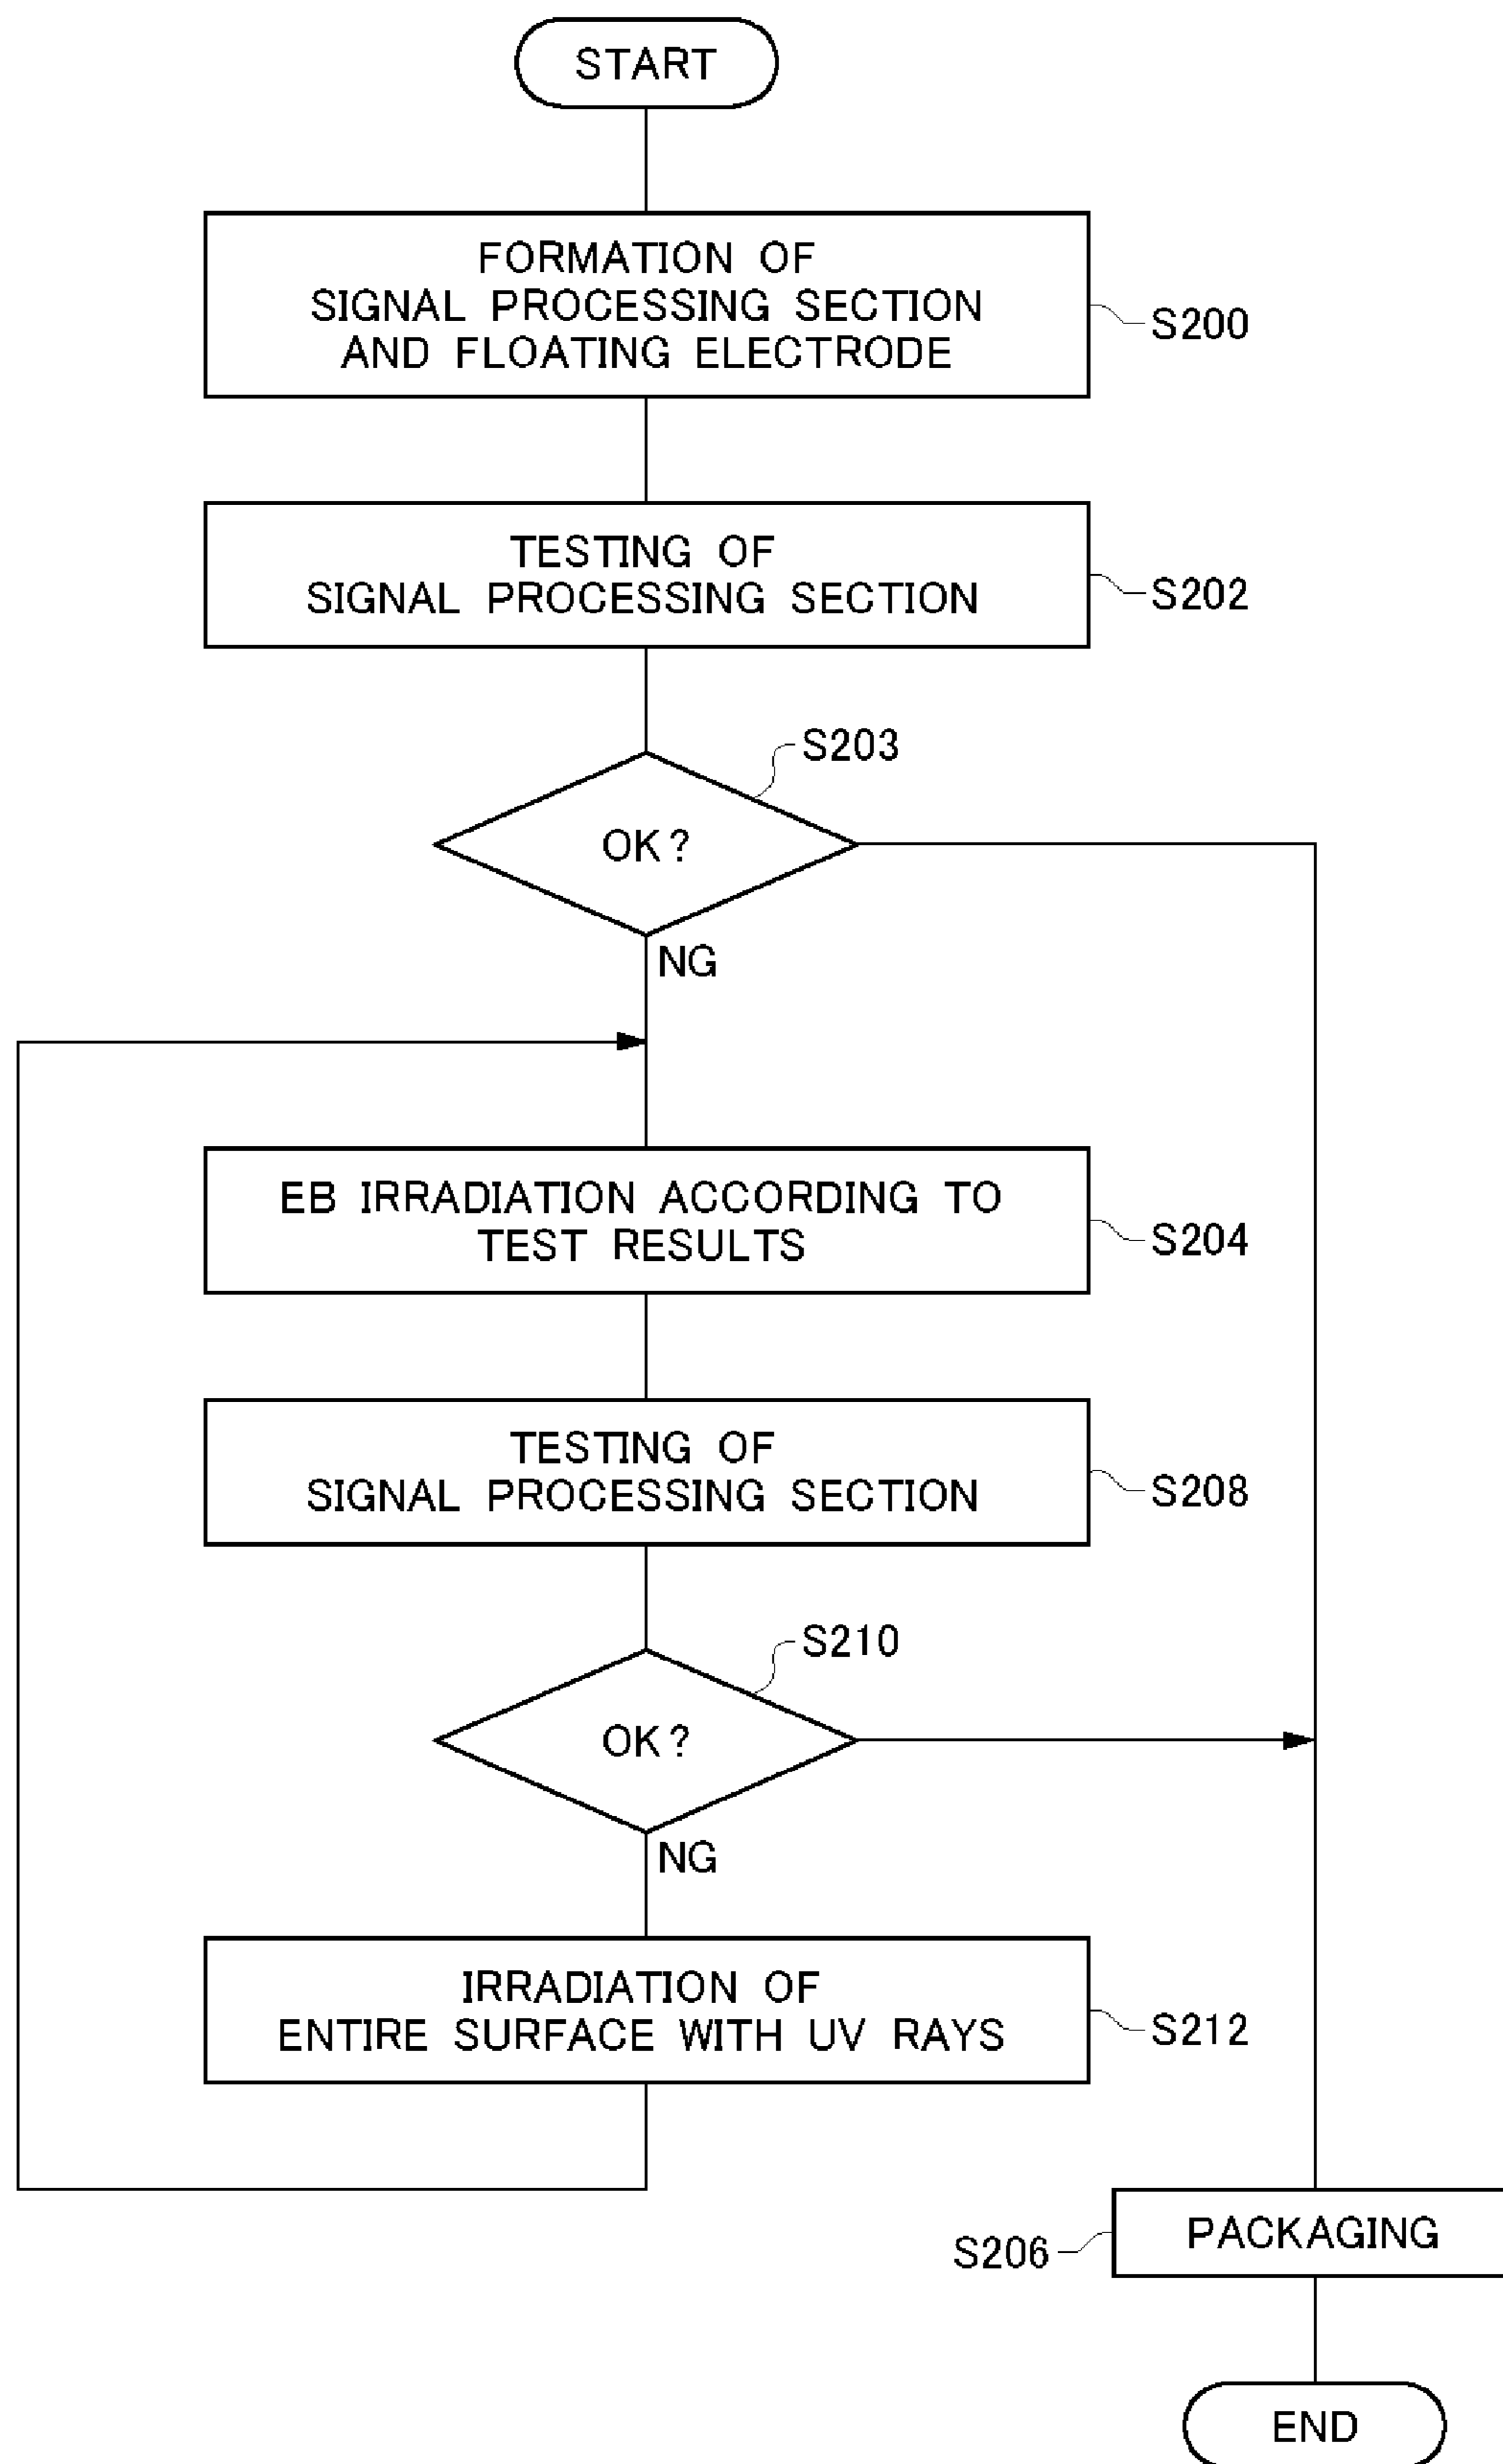 START
FORMATION OF
SIGNAL PROCESSING SECTION
AND FLOATING ELECTRODE
S200
TESTING OF
SIGNAL PROCESSING SECTION
S202
S203
OK?
NG
EB IRRADIATION ACCORDING TO
TEST RESULTS
S204
TESTING OF
SIGNAL PROCESSING SECTION
S208
S210
OK?
NG
IRRADIATION OF
ENTIRE SURFACE WITH UV RAYS
S212
PACKAGING
S206
END